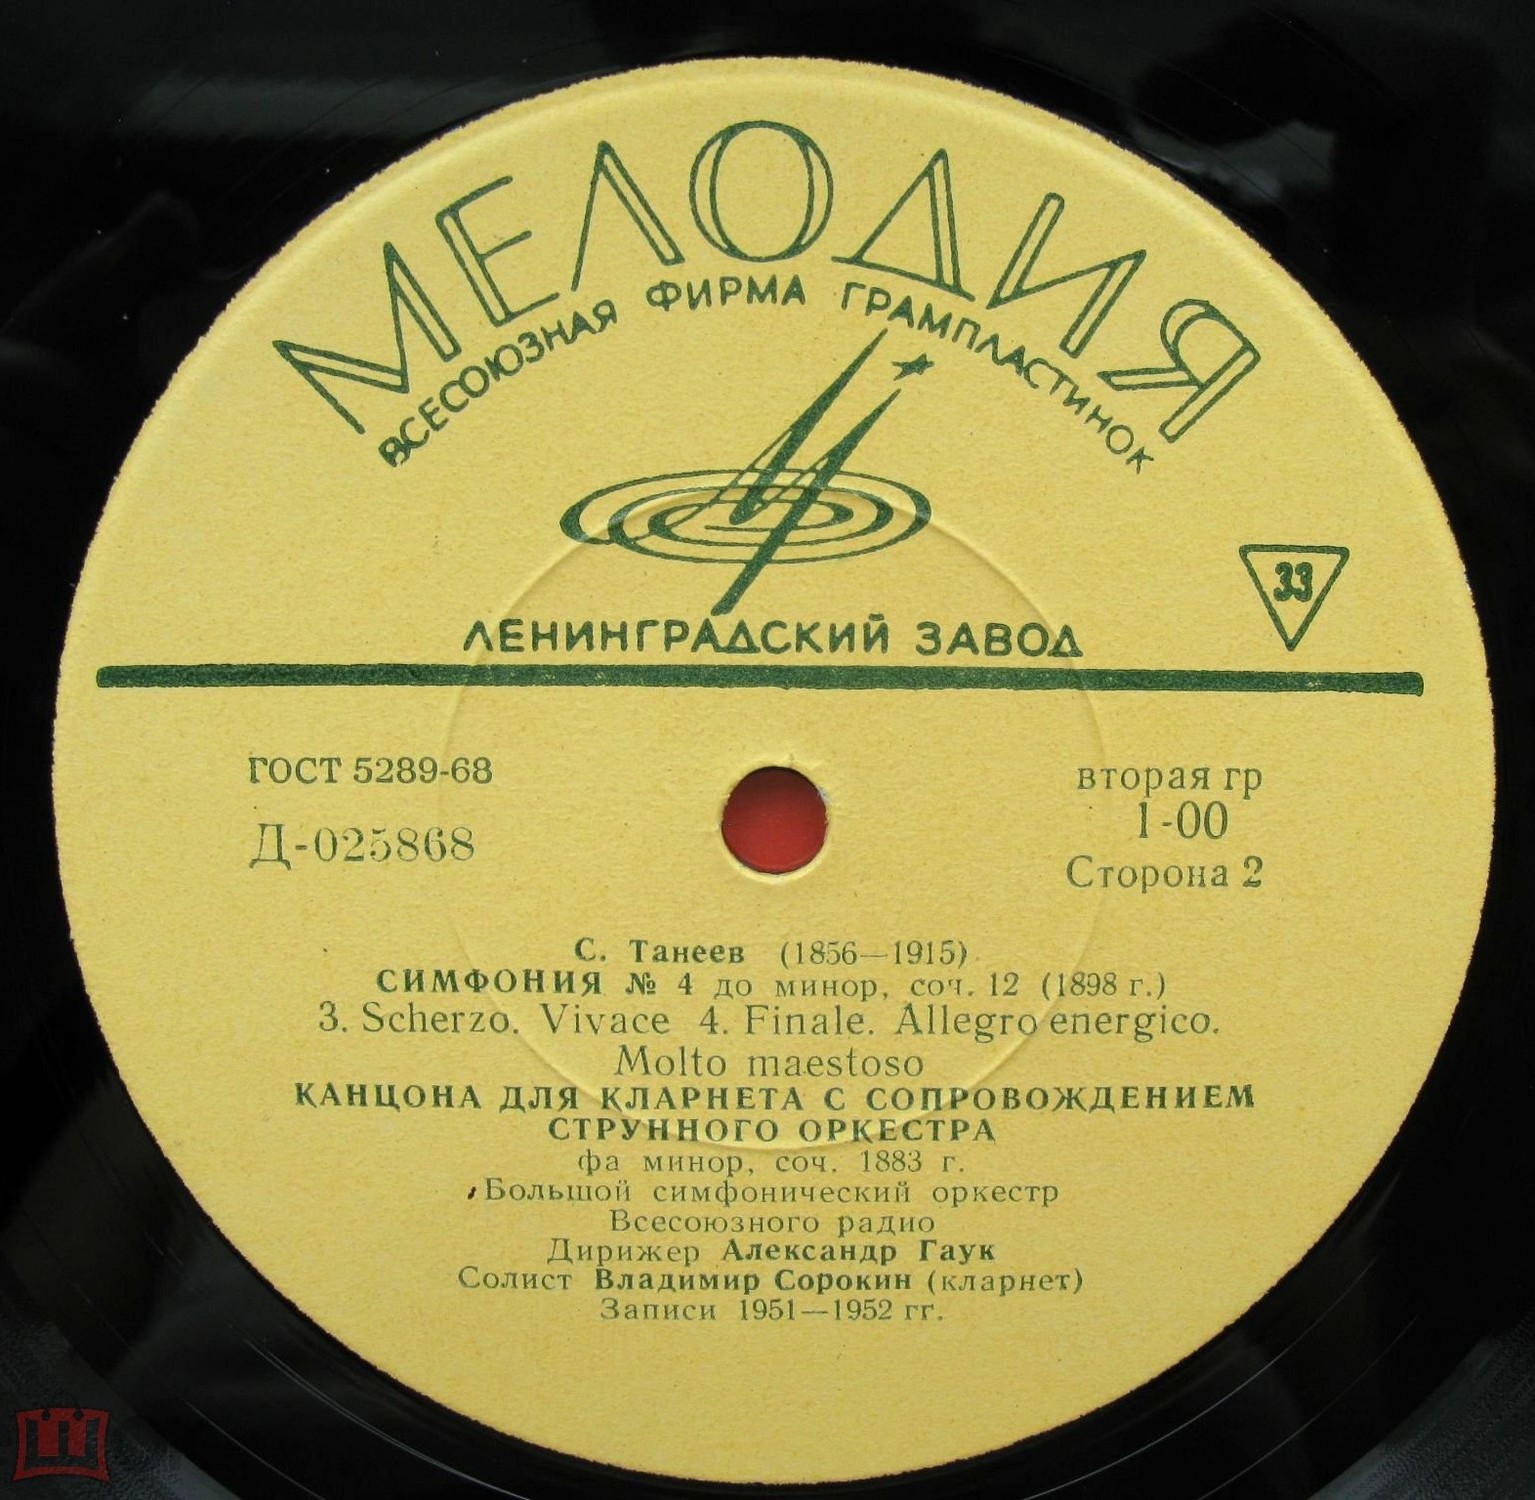 МЕЛОДИЯ
ВСЕСОЮЗНАЯ ФИРМА ГРАМПЛАСТИНОК
ЛЕНИНГРАДСКИЙ ЗАВОД
33
ГОСТ 5289-68
Д-025868
вторая гр
1-00
Сторона 2
С. Танеев (1856—1915)
СИМФОНИЯ № 4 до минор, соч. 12 (1898 г.)
3. Scherzo. Vivace 4. Finale. Allegro energico.
Molto maestoso
КАНЦОНА ДЛЯ КЛАРНЕТА С СОПРОВОЖДЕНИЕМ
СТРУННОГО ОРКЕСТРА
фа минор, соч. 1883 г.
Большой симфонический оркестр
Всесоюзного радио
Дирижер Александр Гаук
Солист Владимир Сорокин (кларнет)
Записи 1951—1952 гг.